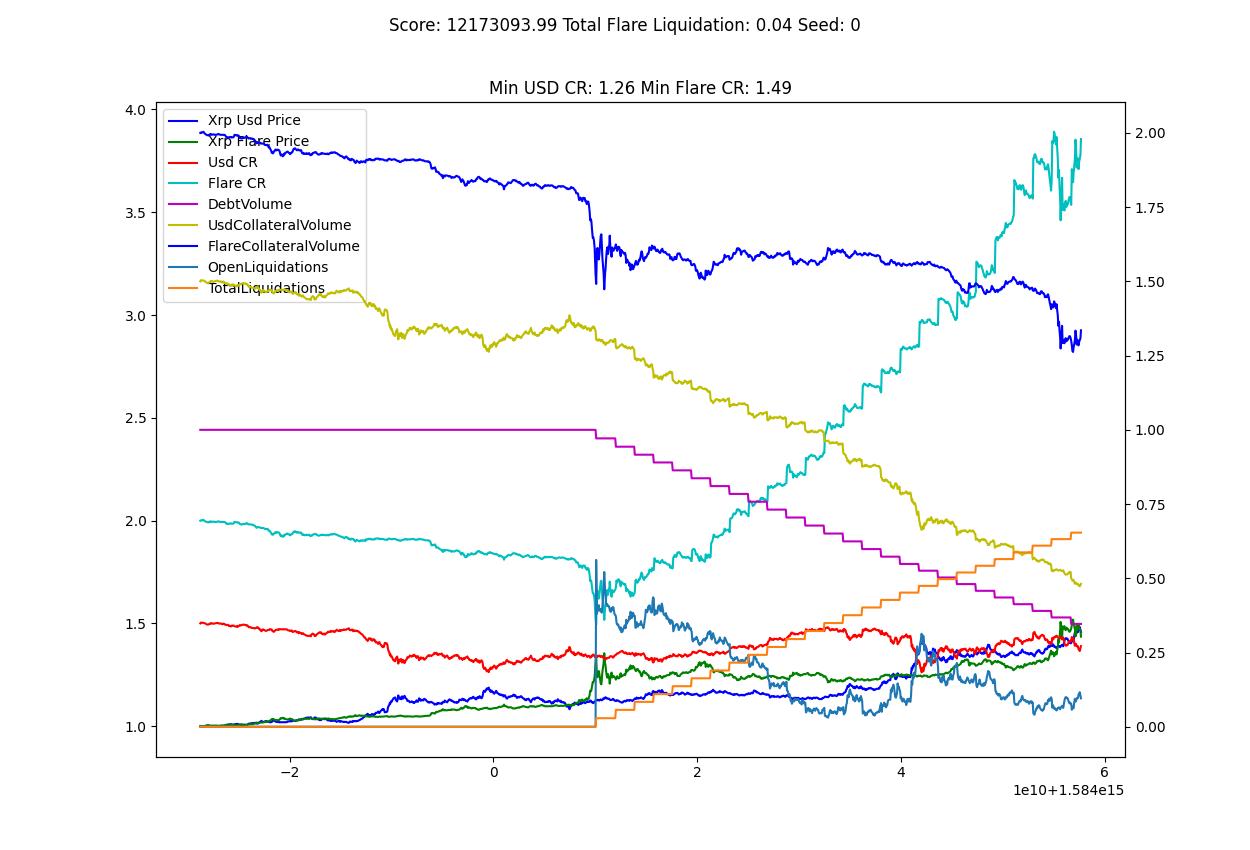 Score: 12173093.99 Total Flare Liquidation: 0.04 Seed: 0
Min USD CR: 1.26 Min Flare CR: 1.49
Xrp Usd Price
Xrp Flare Price
Usd CR
Flare CR
DebtVolume
UsdCollateralVolume
FlareCollateralVolume
OpenLiquidations
TotalLiquidations
4.0
3.5
3.0
2.5
2.0
1.5
1.0
2.00
1.75
1.50
1.25
1.00
0.75
0.50
0.25
0.00
−2
0
2
4
6
1e10+1.584e15